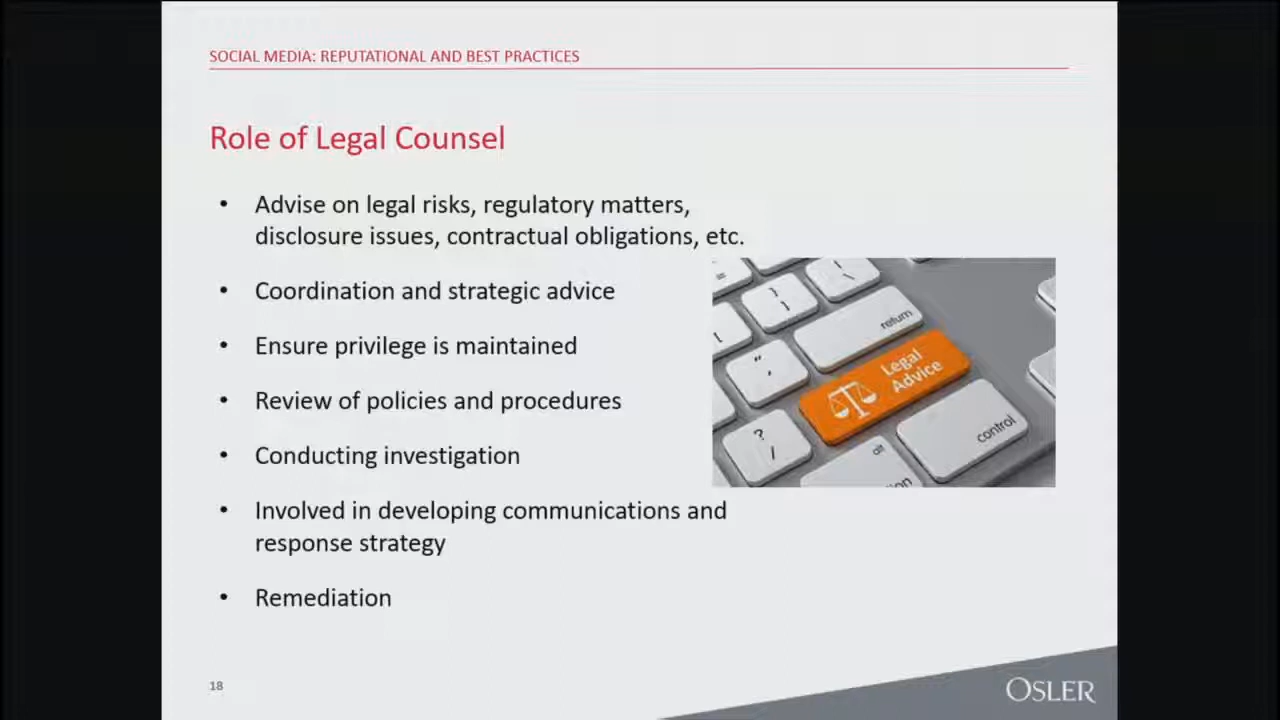 SOCIAL MEDIA: REPUTATIONAL AND BEST PRACTICES
Role of Legal Counsel
• Advise on legal risks, regulatory matters,
disclosure issues, contractual obligations, etc.
• Coordination and strategic advice
• Ensure privilege is maintained
• Review of policies and procedures
• Conducting investigation
• Involved in developing communications and
response strategy
• Remediation
return
Legal
Advice
control
alt
18
OSLER